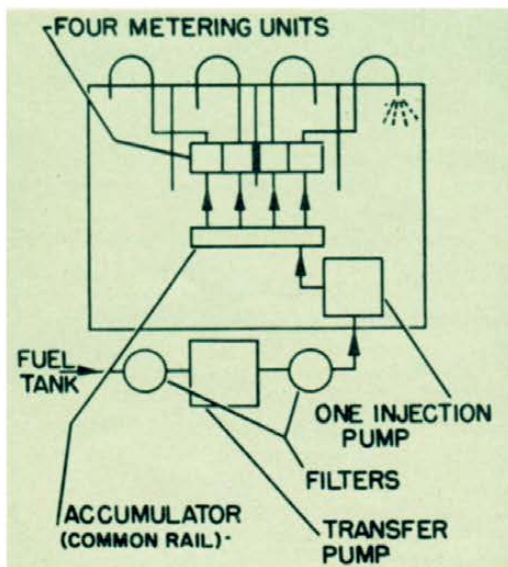 FOUR METERING UNITS
FUEL
TANK
ONE INJECTION
PUMP
FILTERS
ACCUMULATOR
(COMMON RAIL)-
TRANSFER
PUMP